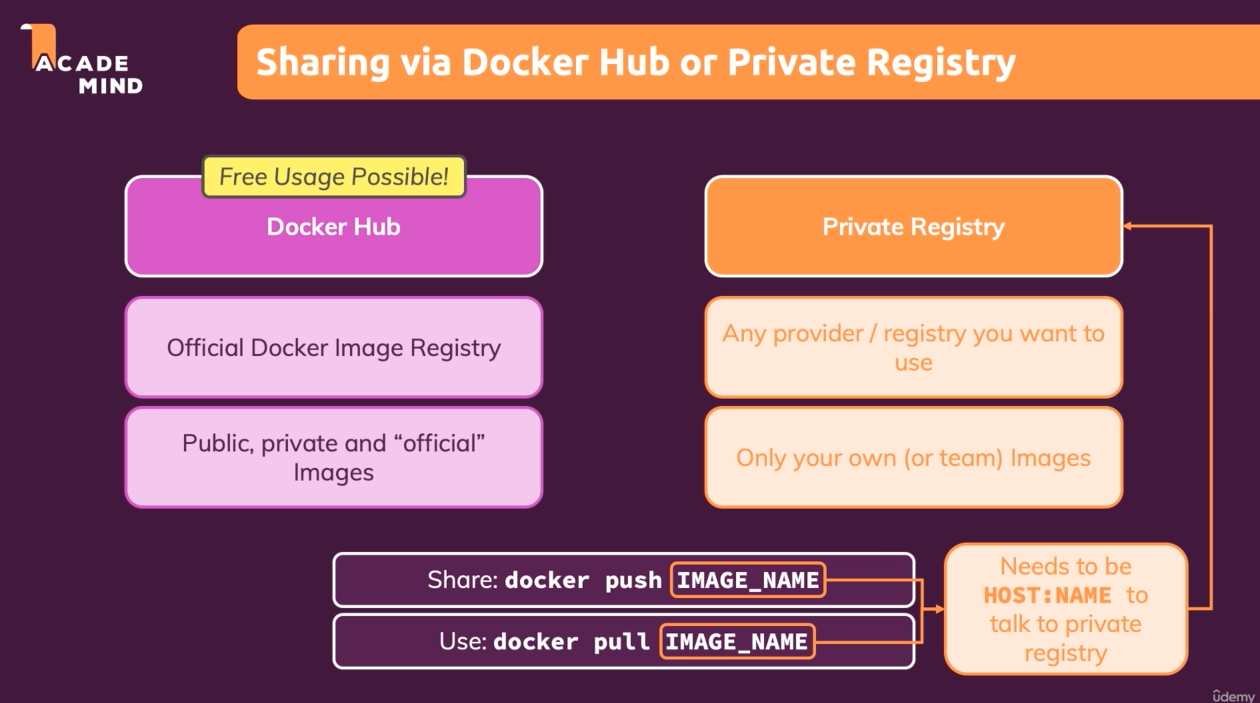 ACADE
MIND
Sharing via Docker Hub or Private Registry
Free Usage Possible!
Docker Hub
Private Registry
Official Docker Image Registry
Any provider / registry you want to
use
Public, private and “official”
Images
Only your own (or team) Images
Share: docker push IMAGE_NAME
Use: docker pull IMAGE_NAME
Needs to be
HOST:NAME to
talk to private
registry
ûdemy